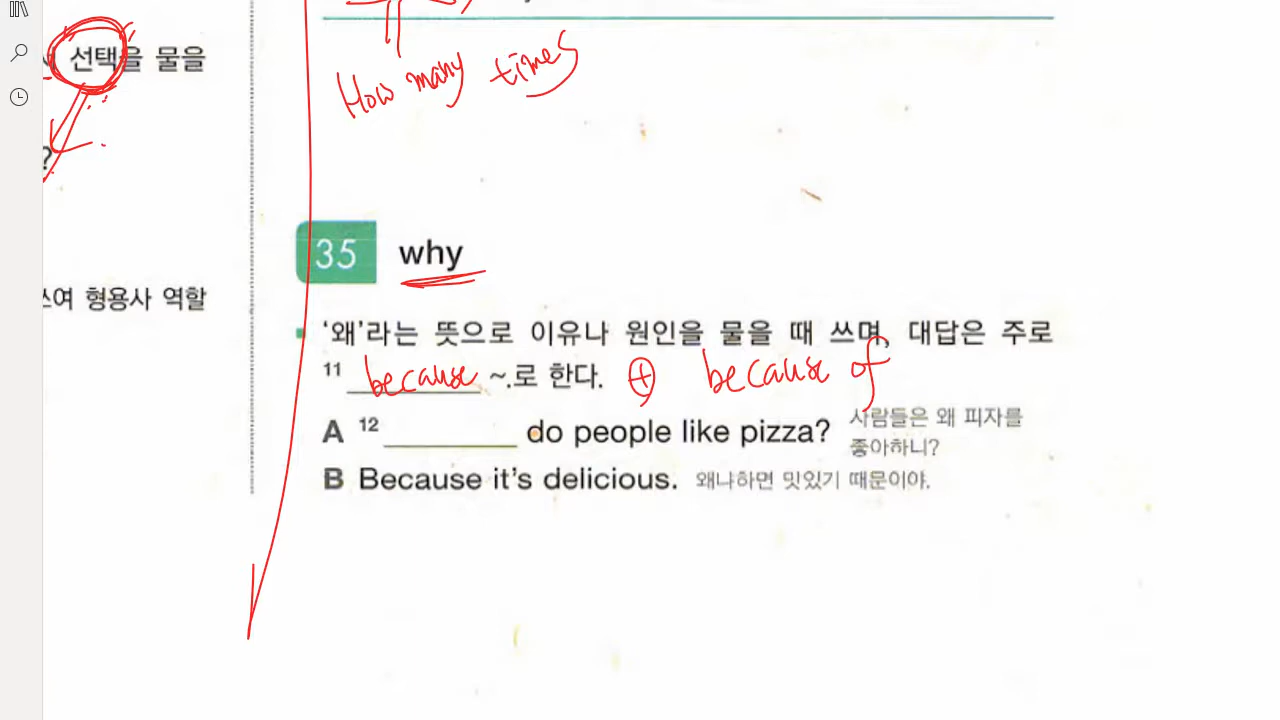 선택을 물을
?
쓰여 형용사 역할
How many times
35 why
‘왜’라는 뜻으로 이유나 원인을 물을 때 쓰며, 대답은 주로
11 because ~.로 한다. ⊕ because of
A 12 ________ do people like pizza? 사람들은 왜 피자를
좋아하니?
B Because it's delicious. 왜냐하면 맛있기 때문이야.